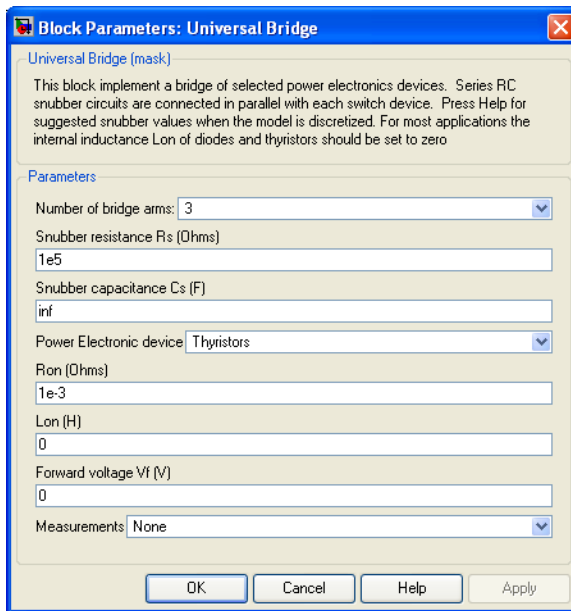 Block Parameters: Universal Bridge
Universal Bridge (mask)
This block implement a bridge of selected power electronics devices. Series RC
snubber circuits are connected in parallel with each switch device. Press Help for
suggested snubber values when the model is discretized. For most applications the
internal inductance Lon of diodes and thyristors should be set to zero
Parameters
Number of bridge arms: 3
Snubber resistance Rs (Ohms)
1e5
Snubber capacitance Cs (F)
inf
Power Electronic device Thyristors
Ron (Ohms)
1e-3
Lon (H)
0
Forward voltage Vf (V)
0
Measurements None
OK Cancel Help Apply